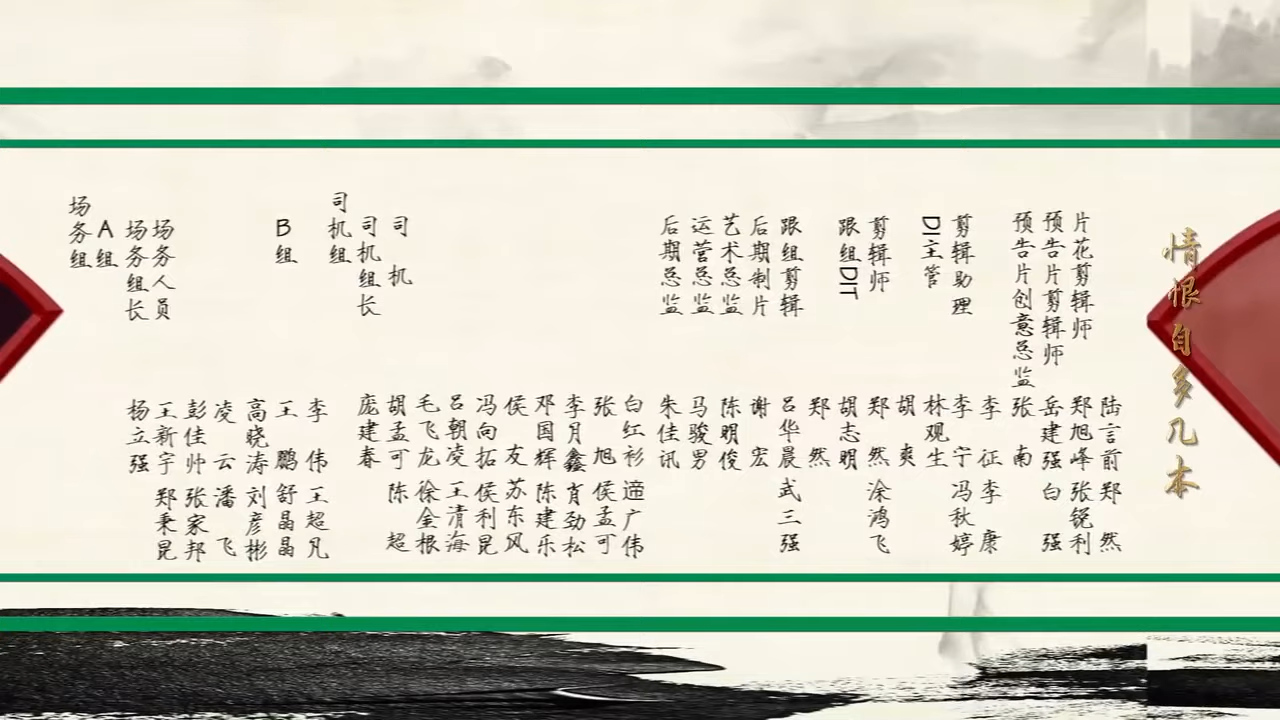 场务组
A组
场务组长 杨立强
场务人员 王新宇 郑秉昆
彭佳帅 张家邦
凌云 潘飞
高晓涛 刘彦彬
B组 王鹏 舒晶晶
李伟 王超凡
司机组
司机组长 庞建春
司机 胡孟可 陈超
毛飞龙 徐金根
吕朝凌 王清海
冯向拓 侯利昆
侯友 苏东风
邓国辉 陈建乐
李月鑫 肖劲松
张旭 侯孟可
白红衫 遆广伟
后期总监 朱佳讯
运营总监 马骏男
艺术总监 陈明俊
后期制片 谢宏
跟组剪辑 吕华晨 武三强
郑然
跟组DIT 胡志明
剪辑师 郑然 涂鸿飞
胡爽
DI主管 林观生
剪辑助理 李宁 冯秋婷
李征 李康
预告片创意总监 张南
预告片剪辑师 岳建强 白强
片花剪辑师 郑旭峰 张锐利
陆言前 郑然
情恨自多几本